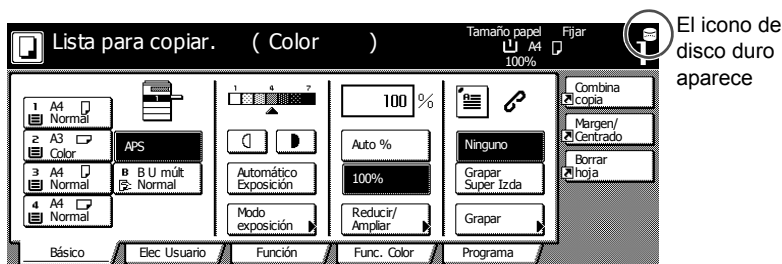 Lista para copiar. ( Color )
Tamaño papel Fijar
A4
100%
1
El icono de
disco duro
aparece
1 A4
Normal
2 A3
Color
3 A4
Normal
4 A4
Normal
APS
B B U múlt
Normal
1 4 7
Automático
Exposición
Modo
exposición
100 %
Auto %
100%
Reducir/
Ampliar
Ninguno
Grapar
Super Izda
Grapar
Combina
copia
Margen/
Centrado
Borrar
hoja
Básico Elec Usuario Función Func. Color Programa